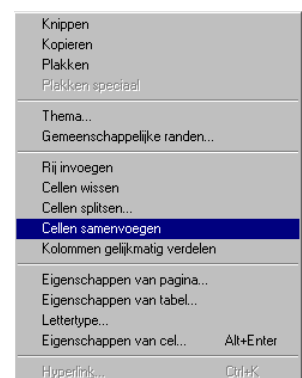 Knippen
Kopieren
Plakken
Plakken speciaal
Thema...
Gemeenschappelijke randen...
Rij invoegen
Cellen wissen
Cellen splitsen...
Cellen samenvoegen
Kolommen gelijkmatig verdelen
Eigenschappen van pagina...
Eigenschappen van tabel...
Lettertype...
Eigenschappen van cel... Alt+Enter
Hyperlink... Ctrl+K